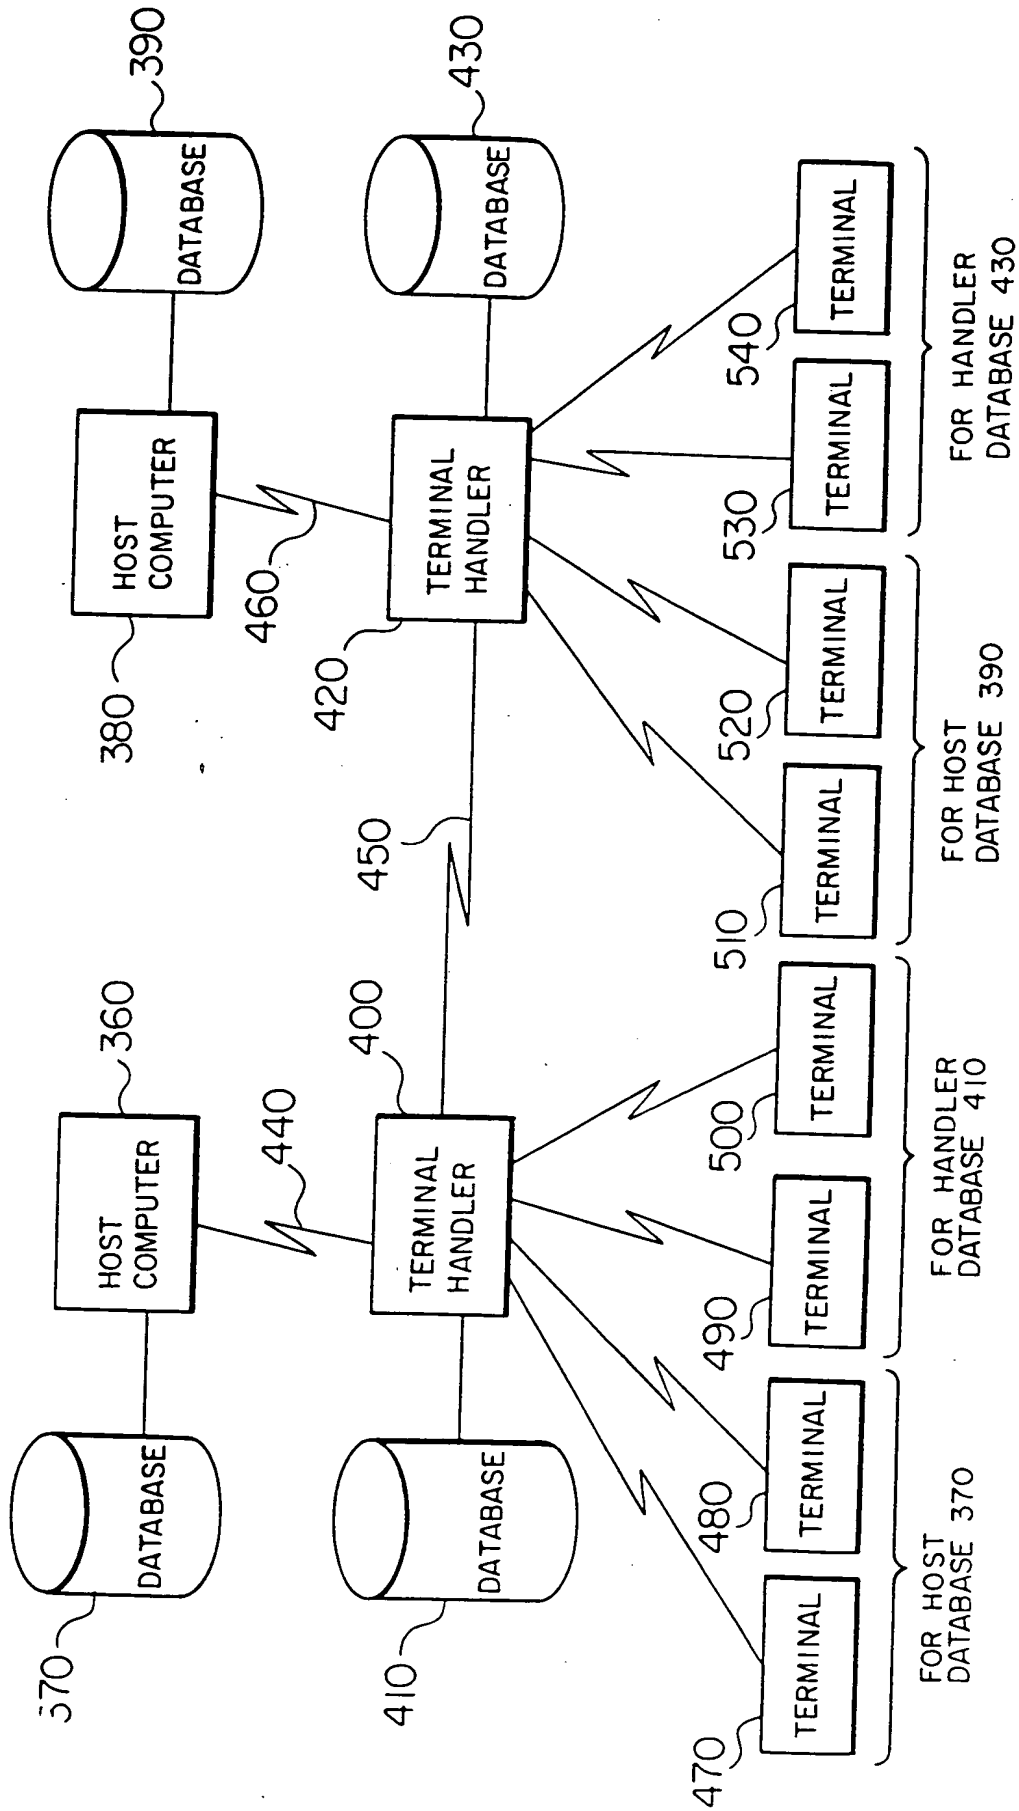 370
DATABASE
HOST
COMPUTER
360
380
HOST
COMPUTER
DATABASE
390
440
460
410
DATABASE
TERMINAL
HANDLER
400
450
420
TERMINAL
HANDLER
DATABASE
430
470
TERMINAL
480
TERMINAL
490
TERMINAL
500
TERMINAL
510
TERMINAL
520
TERMINAL
530
TERMINAL
540
TERMINAL
FOR HOST
DATABASE 370
FOR HANDLER
DATABASE 410
FOR HOST
DATABASE 390
FOR HANDLER
DATABASE 430